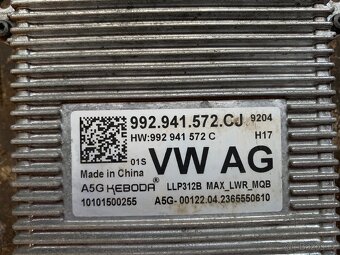 992.941.572.CJ 9204
HW:992 941 572 C H17
Made in China 01S VW AG
A5G KEBODA® LLP312B MAX_LWR_MQB
10101500255 A5G- 00122.04.2365550610